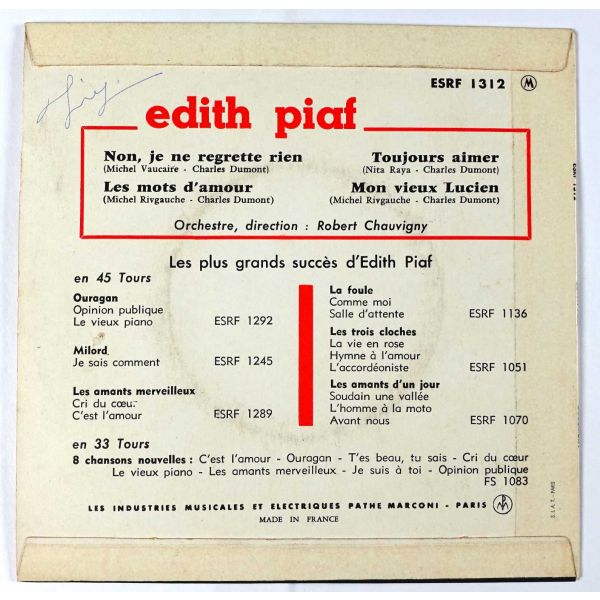 ESRF 1312 M
edith piaf
Non, je ne regrette rien
(Michel Vaucaire - Charles Dumont)
Toujours aimer
(Nita Raya - Charles Dumont)
Les mots d'amour
(Michel Rivgauche - Charles Dumont)
Mon vieux Lucien
(Michel Rivgauche - Charles Dumont)
Orchestre, direction : Robert Chauvigny
Les plus grands succès d'Edith Piaf
en 45 Tours
Ouragan
Opinion publique
Le vieux piano ESRF 1292
Milord
Je sais comment ESRF 1245
Les amants merveilleux
Cri du cœur
C'est l'amour ESRF 1289
La foule
Comme moi
Salle d'attente ESRF 1136
Les trois cloches
La vie en rose
Hymne à l'amour
L'accordéoniste ESRF 1051
Les amants d'un jour
Soudain une vallée
L'homme à la moto
Avant nous ESRF 1070
en 33 Tours
8 chansons nouvelles : C'est l'amour - Ouragan - T'es beau, tu sais - Cri du cœur
Le vieux piano - Les amants merveilleux - Je suis à toi - Opinion publique
FS 1083
LES INDUSTRIES MUSICALES ET ELECTRIQUES PATHE MARCONI - PARIS
MADE IN FRANCE
S.I.A.T. - PARIS